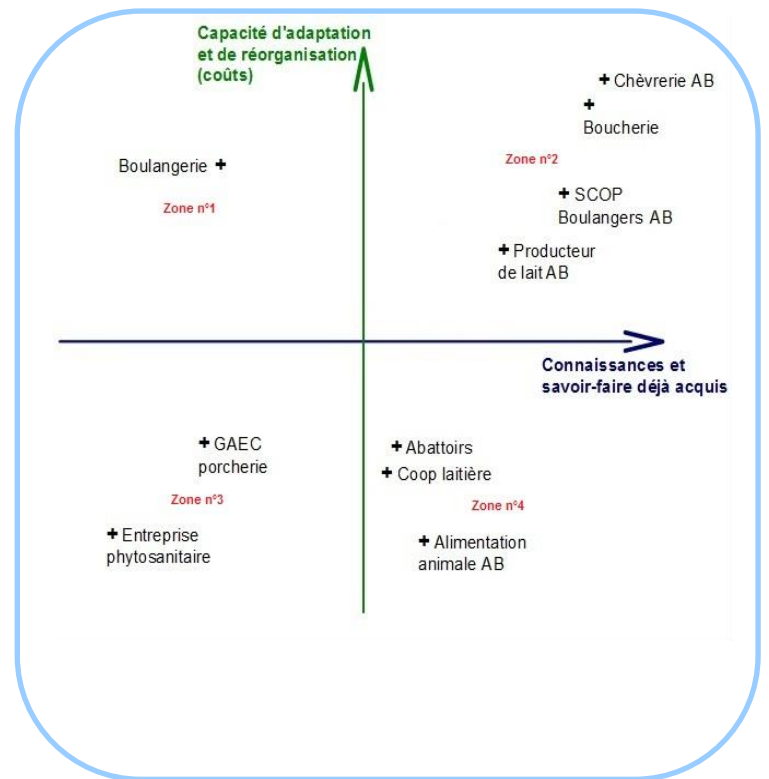 Capacité d'adaptation
et de réorganisation
(coûts)
Chèvrerie AB
Boucherie
Boulangerie
Zone n°2
Zone n°1
SCOP
Boulangers AB
Producteur
de lait AB
Connaissances et
savoir-faire déjà acquis
GAEC
porcherie
Abattoirs
Coop laitière
Zone n°3
Zone n°4
Entreprise
phytosanitaire
Alimentation
animale AB